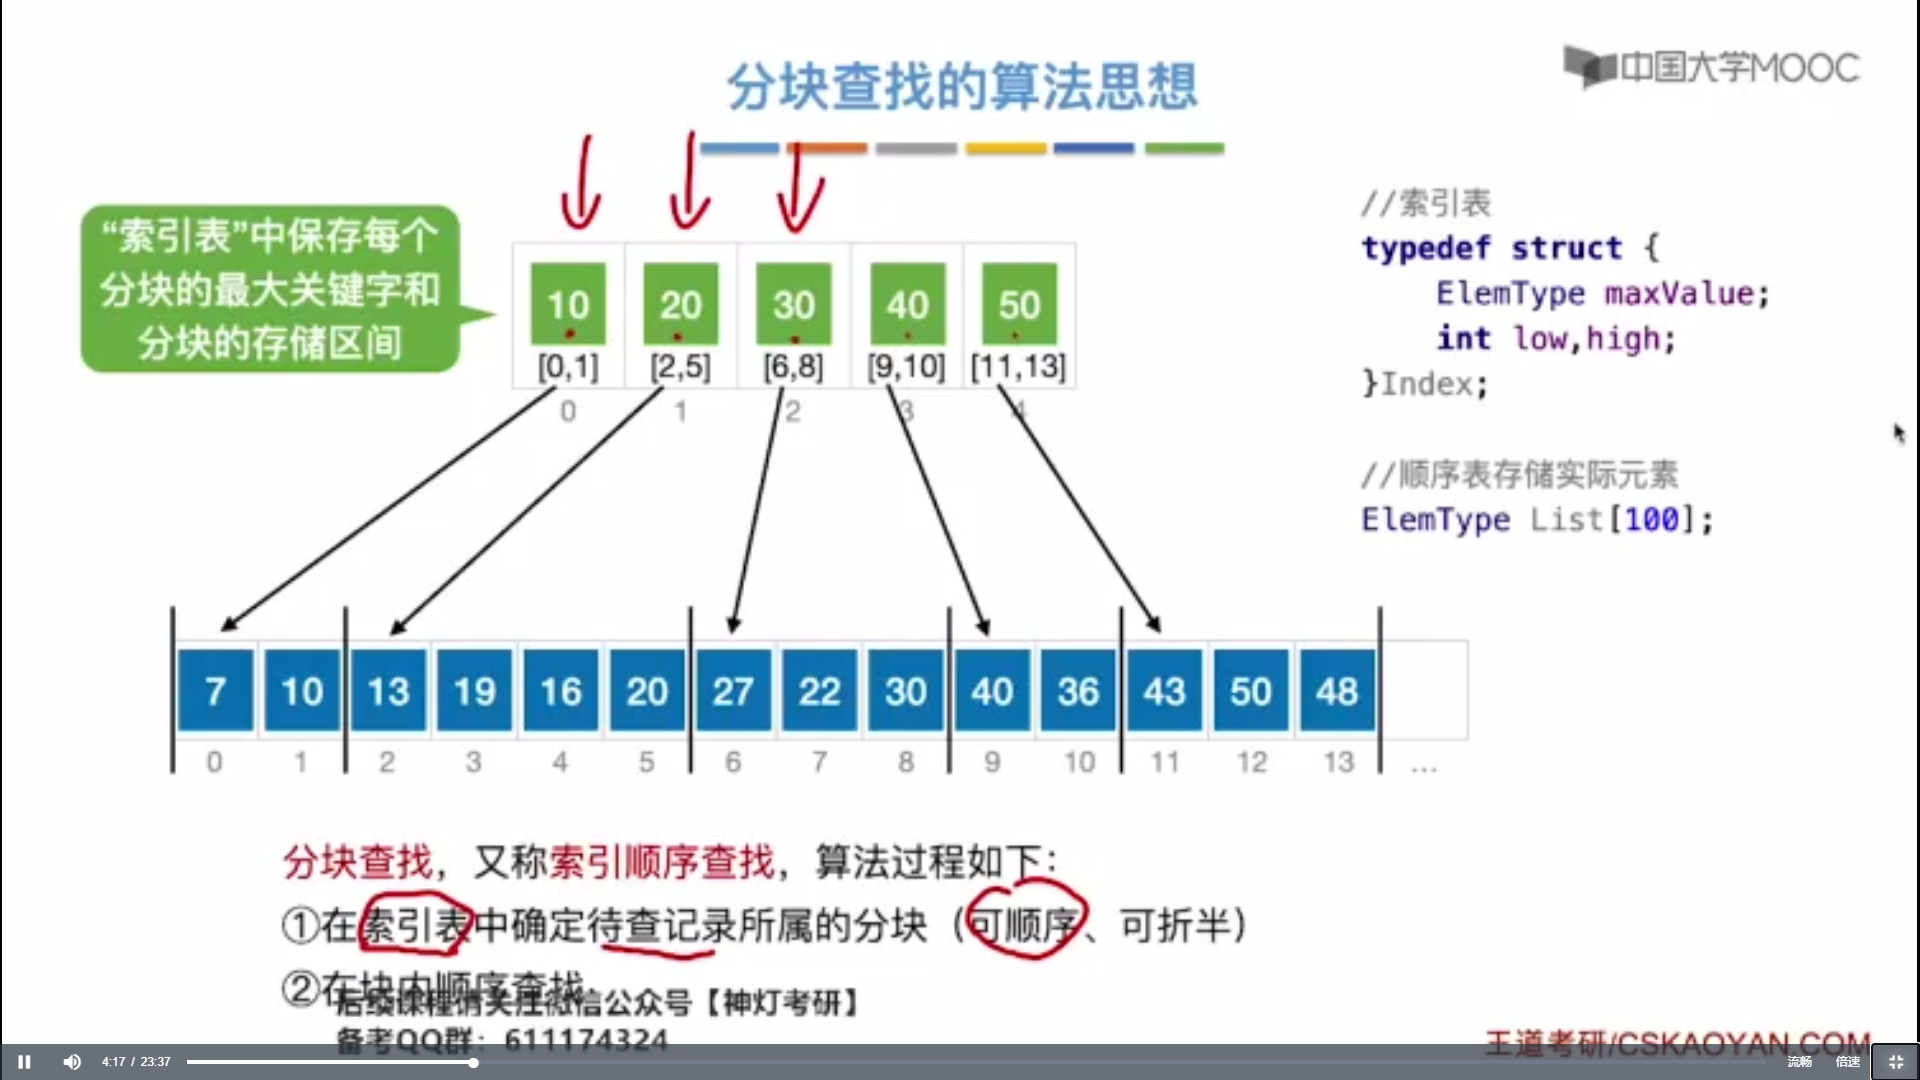 分块查找的算法思想
中国大学MOOC
“索引表”中保存每个
分块的最大关键字和
分块的存储区间
10 20 30 40 50
[0,1] [2,5] [6,8] [9,10] [11,13]
0 1 2 3 4
//索引表
typedef struct {
ElemType maxValue;
int low,high;
}Index;
//顺序表存储实际元素
ElemType List[100];
7 10 13 19 16 20 27 22 30 40 36 43 50 48
0 1 2 3 4 5 6 7 8 9 10 11 12 13 ...
分块查找，又称索引顺序查找，算法过程如下：
①在索引表中确定待查记录所属的分块（可顺序、可折半）
②在块内顺序查找
后续课程请关注微信公众号【神灯考研】
备考QQ群：611174324
王道考研/CSKAOYAN.COM
4:17 / 23:37
流畅 倍速